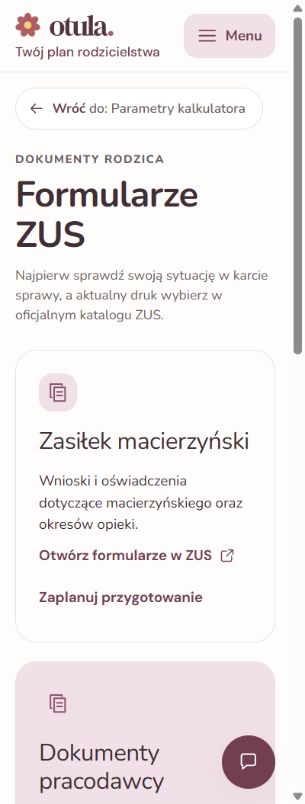 otula.
Twój plan rodzicielstwa
Menu
Wróć do: Parametry kalkulatora
DOKUMENTY RODZICA
Formularze
ZUS
Najpierw sprawdź swoją sytuację w karcie
sprawy, a aktualny druk wybierz w
oficjalnym katalogu ZUS.
Zasiłek macierzyński
Wnioski i oświadczenia
dotyczące macierzyńskiego oraz
okresów opieki.
Otwórz formularze w ZUS
Zaplanuj przygotowanie
Dokumenty
pracodawcy